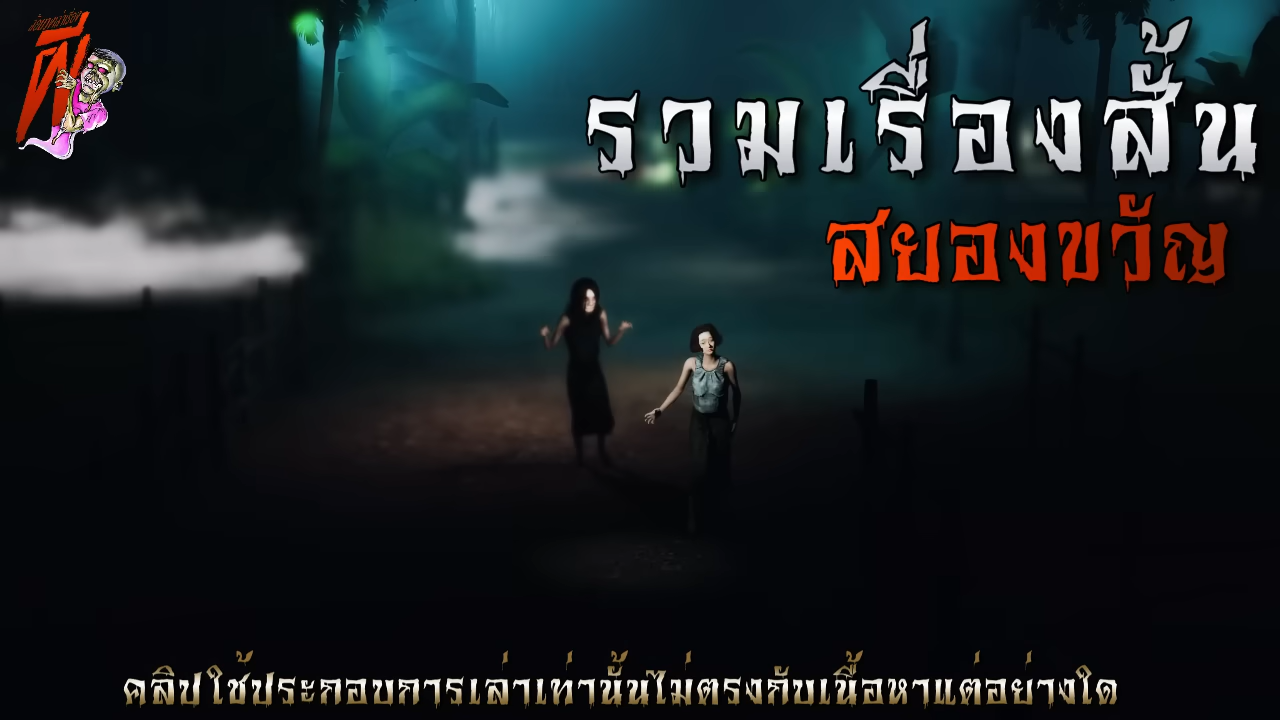 ผี
รวมเรื่องสั้น
สยองขวัญ
คลิปใช้ประกอบการเล่าเท่านั้นไม่ตรงกับเนื้อหาแต่อย่างใด